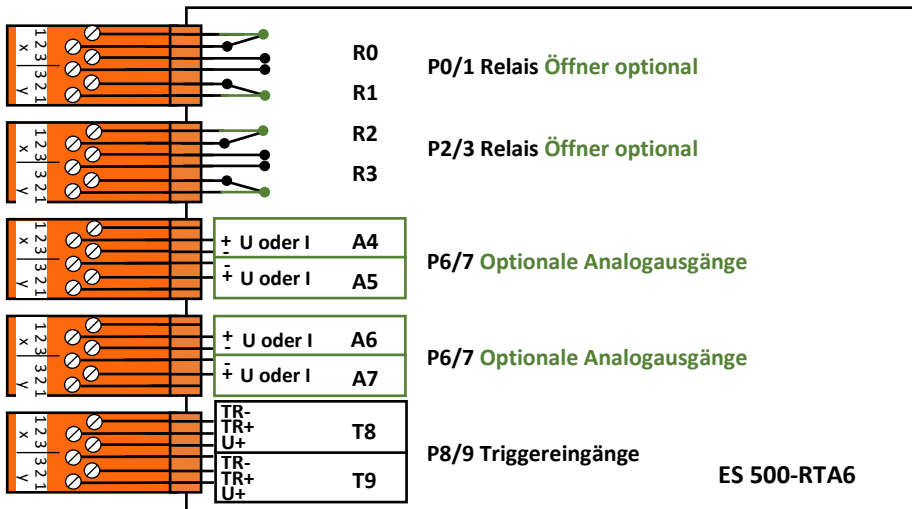 1 2 3 3 2 1
x y
R0
R1
P0/1 Relais Öffner optional
1 2 3 3 2 1
x y
R2
R3
P2/3 Relais Öffner optional
1 2 3 3 2 1
x y
+ U oder I A4
-
-
+ U oder I A5
P6/7 Optionale Analogausgänge
1 2 3 3 2 1
x y
+ U oder I A6
-
-
+ U oder I A7
P6/7 Optionale Analogausgänge
1 2 3 3 2 1
x y
TR-
TR+
U+
T8
TR-
TR+
U+
T9
P8/9 Triggereingänge
ES 500-RTA6